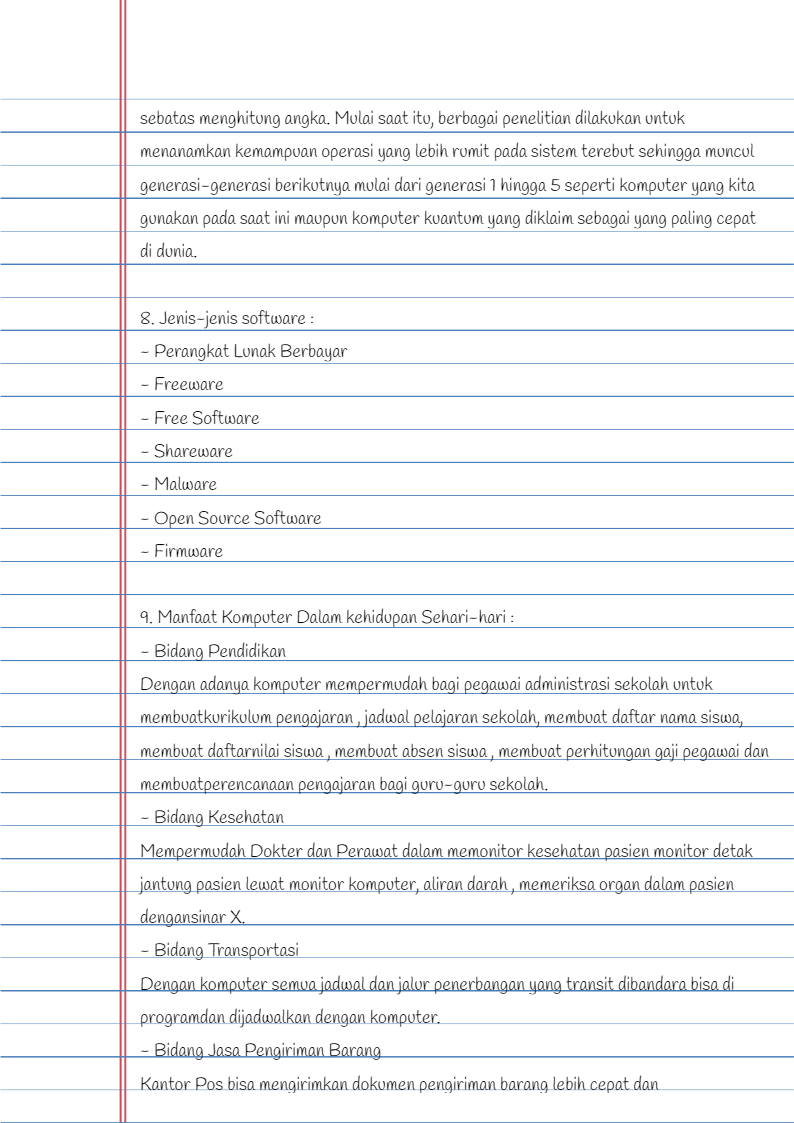 sebatas menghitung angka. Mulai saat itu, berbagai penelitian dilakukan untuk
menanamkan kemampuan operasi yang lebih rumit pada sistem terebut sehingga muncul
generasi-generasi berikutnya mulai dari generasi 1 hingga 5 seperti komputer yang kita
gunakan pada saat ini maupun komputer kuantum yang diklaim sebagai yang paling cepat
di dunia.
8. Jenis-jenis software :
- Perangkat Lunak Berbayar
- Freeware
- Free Software
- Shareware
- Malware
- Open Source Software
- Firmware
9. Manfaat Komputer Dalam kehidupan Sehari-hari :
- Bidang Pendidikan
Dengan adanya komputer mempermudah bagi pegawai administrasi sekolah untuk
membuatkurikulum pengajaran , jadwal pelajaran sekolah, membuat daftar nama siswa,
membuat daftarnilai siswa , membuat absen siswa , membuat perhitungan gaji pegawai dan
membuatperencanaan pengajaran bagi guru-guru sekolah.
- Bidang Kesehatan
Mempermudah Dokter dan Perawat dalam memonitor kesehatan pasien monitor detak
jantung pasien lewat monitor komputer, aliran darah , memeriksa organ dalam pasien
dengansinar X.
- Bidang Transportasi
Dengan komputer semua jadwal dan jalur penerbangan yang transit dibandara bisa di
programdan dijadwalkan dengan komputer.
- Bidang Jasa Pengiriman Barang
Kantor Pos bisa mengirimkan dokumen pengiriman barang lebih cepat dan